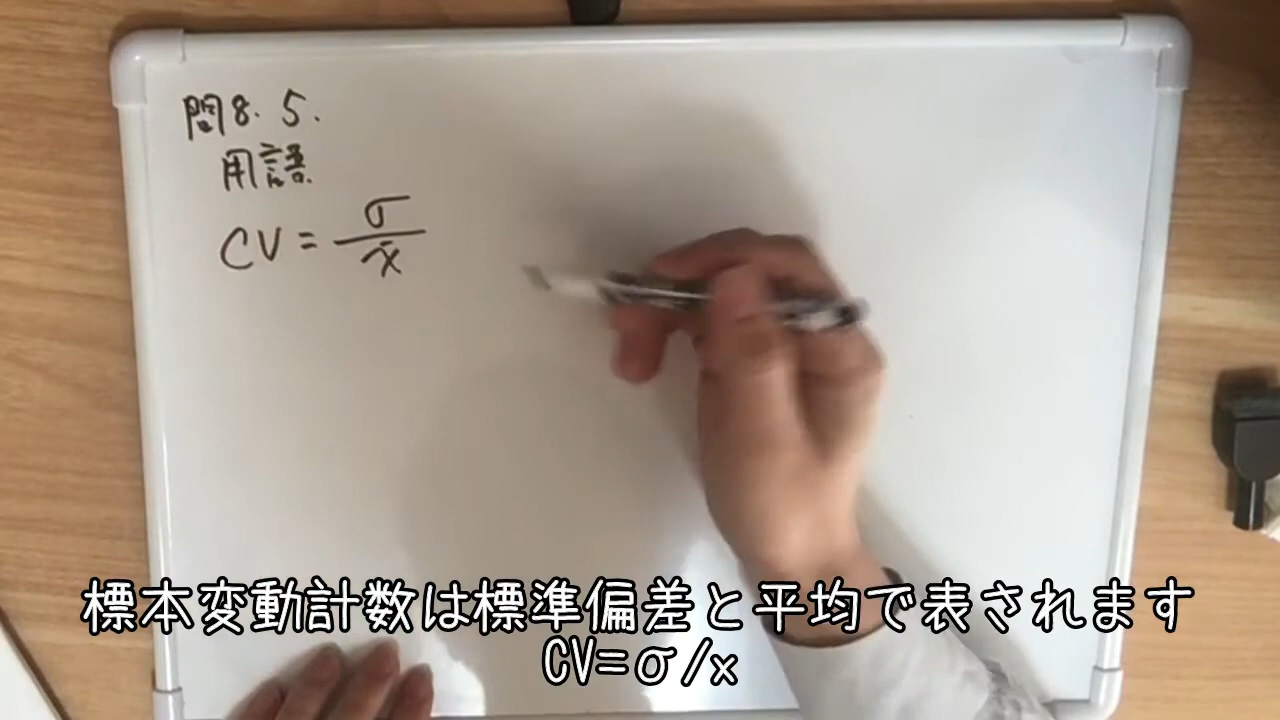 問8.5.
用語
CV = σ/x̄
標本変動計数は標準偏差と平均で表されます
CV=σ/x